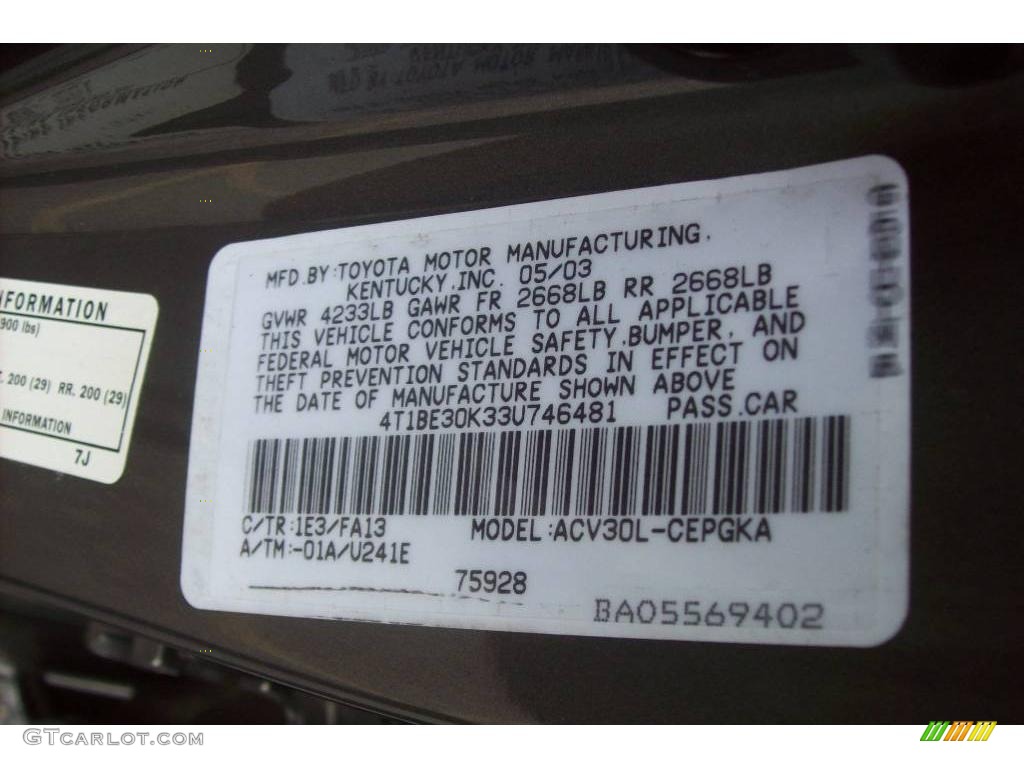 MFD.BY:TOYOTA MOTOR MANUFACTURING,
KENTUCKY,INC. 05/03
GVWR 4233LB GAWR FR 2668LB RR 2668LB
THIS VEHICLE CONFORMS TO ALL APPLICABLE
FEDERAL MOTOR VEHICLE SAFETY,BUMPER, AND
THEFT PREVENTION STANDARDS IN EFFECT ON
THE DATE OF MANUFACTURE SHOWN ABOVE
4T1BE30K33U746481 PASS.CAR
C/TR:1E3/FA13 MODEL:ACV30L-CEPGKA
A/TM:-01A/U241E
75928
BA05569402
900 lbs)
200 (29) RR. 200 (29)
INFORMATION
7J
GTCARLOT.COM